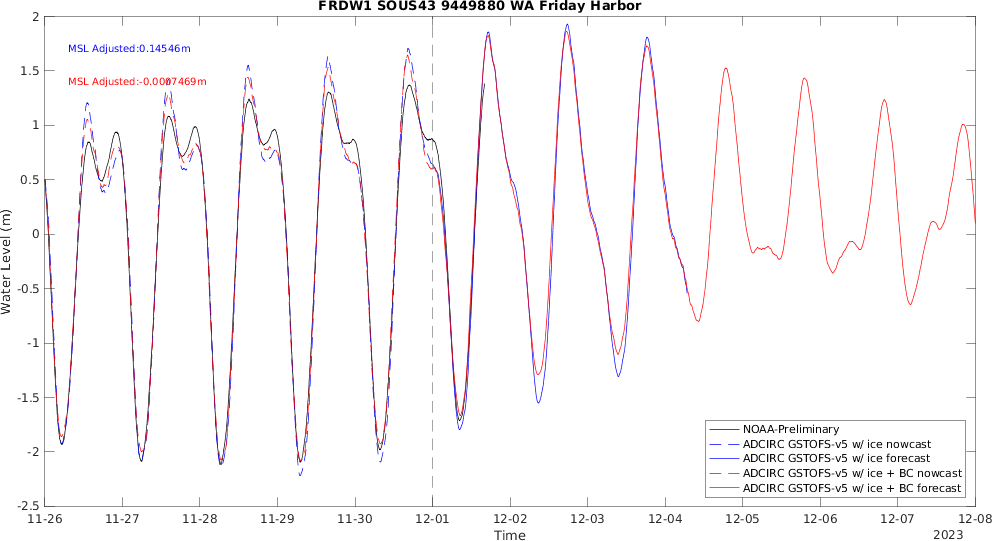 FRDW1 SOUS43 9449880 WA Friday Harbor
MSL Adjusted:0.14546m
MSL Adjusted:-0.0007469m
Water Level (m)
2
1.5
1
0.5
0
-0.5
-1
-1.5
-2
-2.5
NOAA-Preliminary
ADCIRC GSTOFS-v5 w/ ice nowcast
ADCIRC GSTOFS-v5 w/ ice forecast
ADCIRC GSTOFS-v5 w/ ice + BC nowcast
ADCIRC GSTOFS-v5 w/ ice + BC forecast
11-26 11-27 11-28 11-29 11-30 12-01 12-02 12-03 12-04 12-05 12-06 12-07 12-08
Time
2023